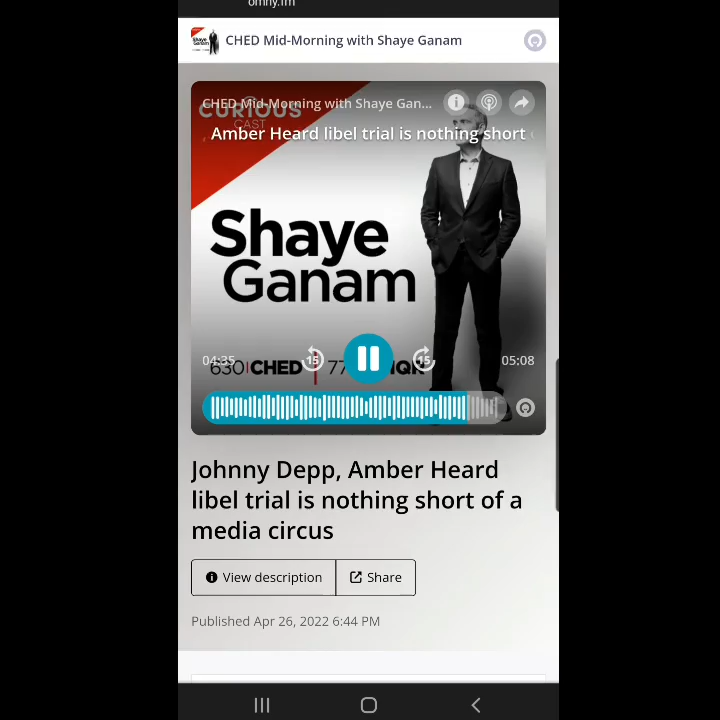 omny.fm
CHED Mid-Morning with Shaye Ganam
CHED Mid-Morning with Shaye Gan...
CURIOUS
CAST
Amber Heard libel trial is nothing short
Shaye
Ganam
04:35
15
15
05:08
630 CHED
77
Johnny Depp, Amber Heard
libel trial is nothing short of a
media circus
View description
Share
Published Apr 26, 2022 6:44 PM